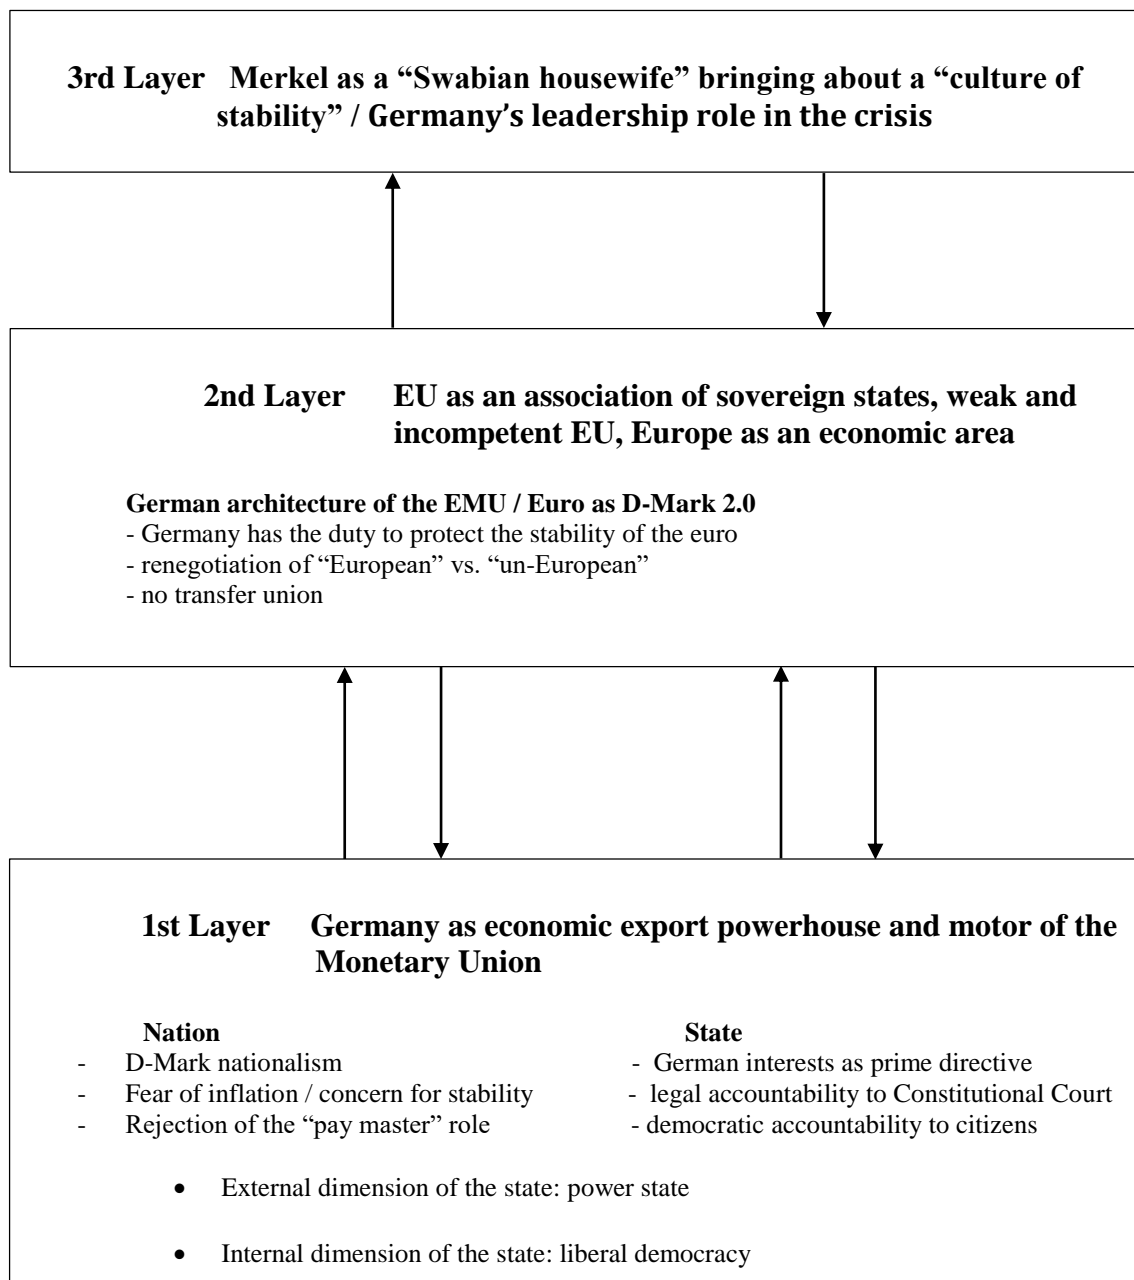 3rd Layer Merkel as a “Swabian housewife” bringing about a “culture of
stability” / Germany’s leadership role in the crisis
2nd Layer EU as an association of sovereign states, weak and
incompetent EU, Europe as an economic area
German architecture of the EMU / Euro as D-Mark 2.0
- Germany has the duty to protect the stability of the euro
- renegotiation of “European” vs. “un-European”
- no transfer union
1st Layer Germany as economic export powerhouse and motor of the
Monetary Union
Nation
- D-Mark nationalism
- Fear of inflation / concern for stability
- Rejection of the “pay master” role
State
- German interests as prime directive
- legal accountability to Constitutional Court
- democratic accountability to citizens
• External dimension of the state: power state
• Internal dimension of the state: liberal democracy